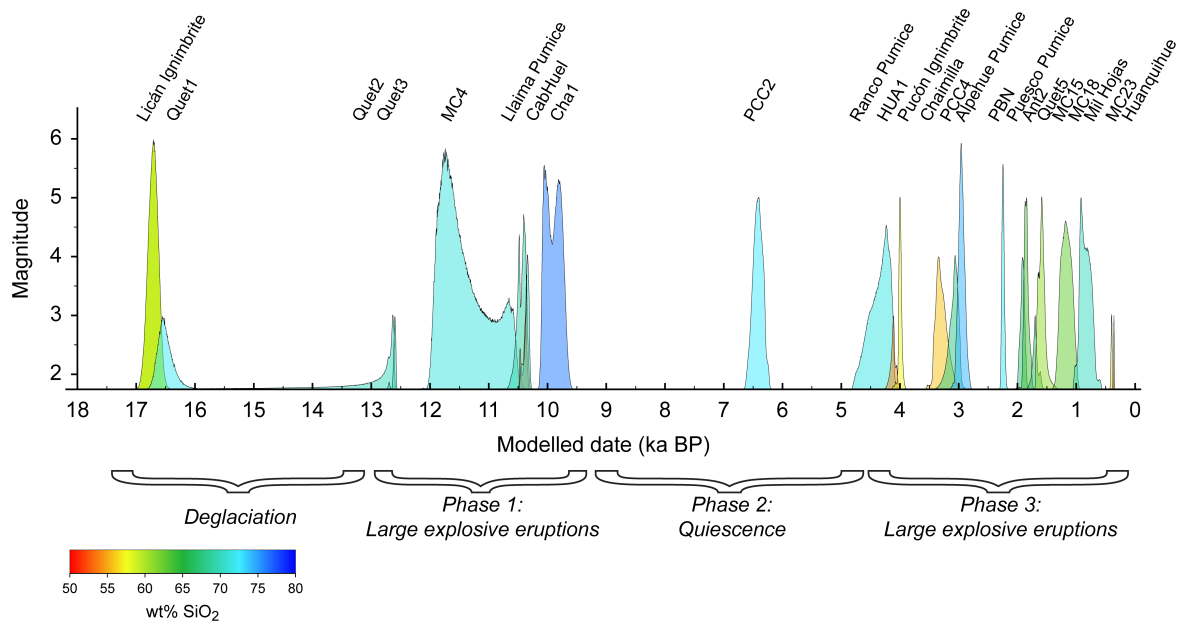 Licán Ignimbrite
Quet1
Quet2
Quet3
MC4
Llaima Pumice
CabHuel
Cha1
PCC2
Ranco Pumice
HUA1
Pucón Ignimbrite
Chaimilla
PCC4
Alpehue Pumice
PBN
Puesco Pumice
Ant2
Quet5
MC15
MC18
Mil Hojas
MC23
Huanquihue
Magnitude
6
5
4
3
2
18 17 16 15 14 13 12 11 10 9 8 7 6 5 4 3 2 1 0
Modelled date (ka BP)
Deglaciation
Phase 1:
Large explosive eruptions
Phase 2:
Quiescence
Phase 3:
Large explosive eruptions
50 55 60 65 70 75 80
wt% SiO₂